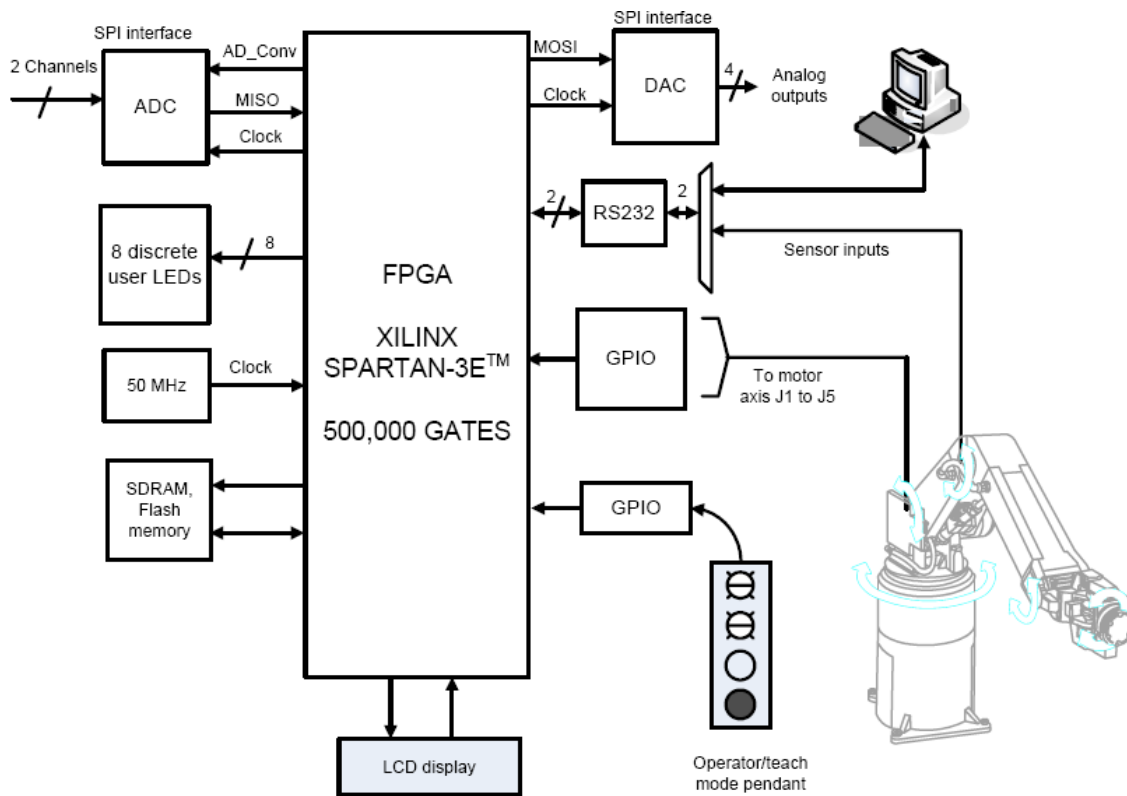 SPI interface
2 Channels
ADC
AD_Conv
MISO
Clock
8 discrete
user LEDs
8
50 MHz
Clock
SDRAM,
Flash
memory
FPGA
XILINX
SPARTAN-3E™
500,000 GATES
LCD display
SPI interface
MOSI
Clock
DAC
4
Analog
outputs
2
RS232
2
Sensor inputs
GPIO
To motor
axis J1 to J5
GPIO
Operator/teach
mode pendant